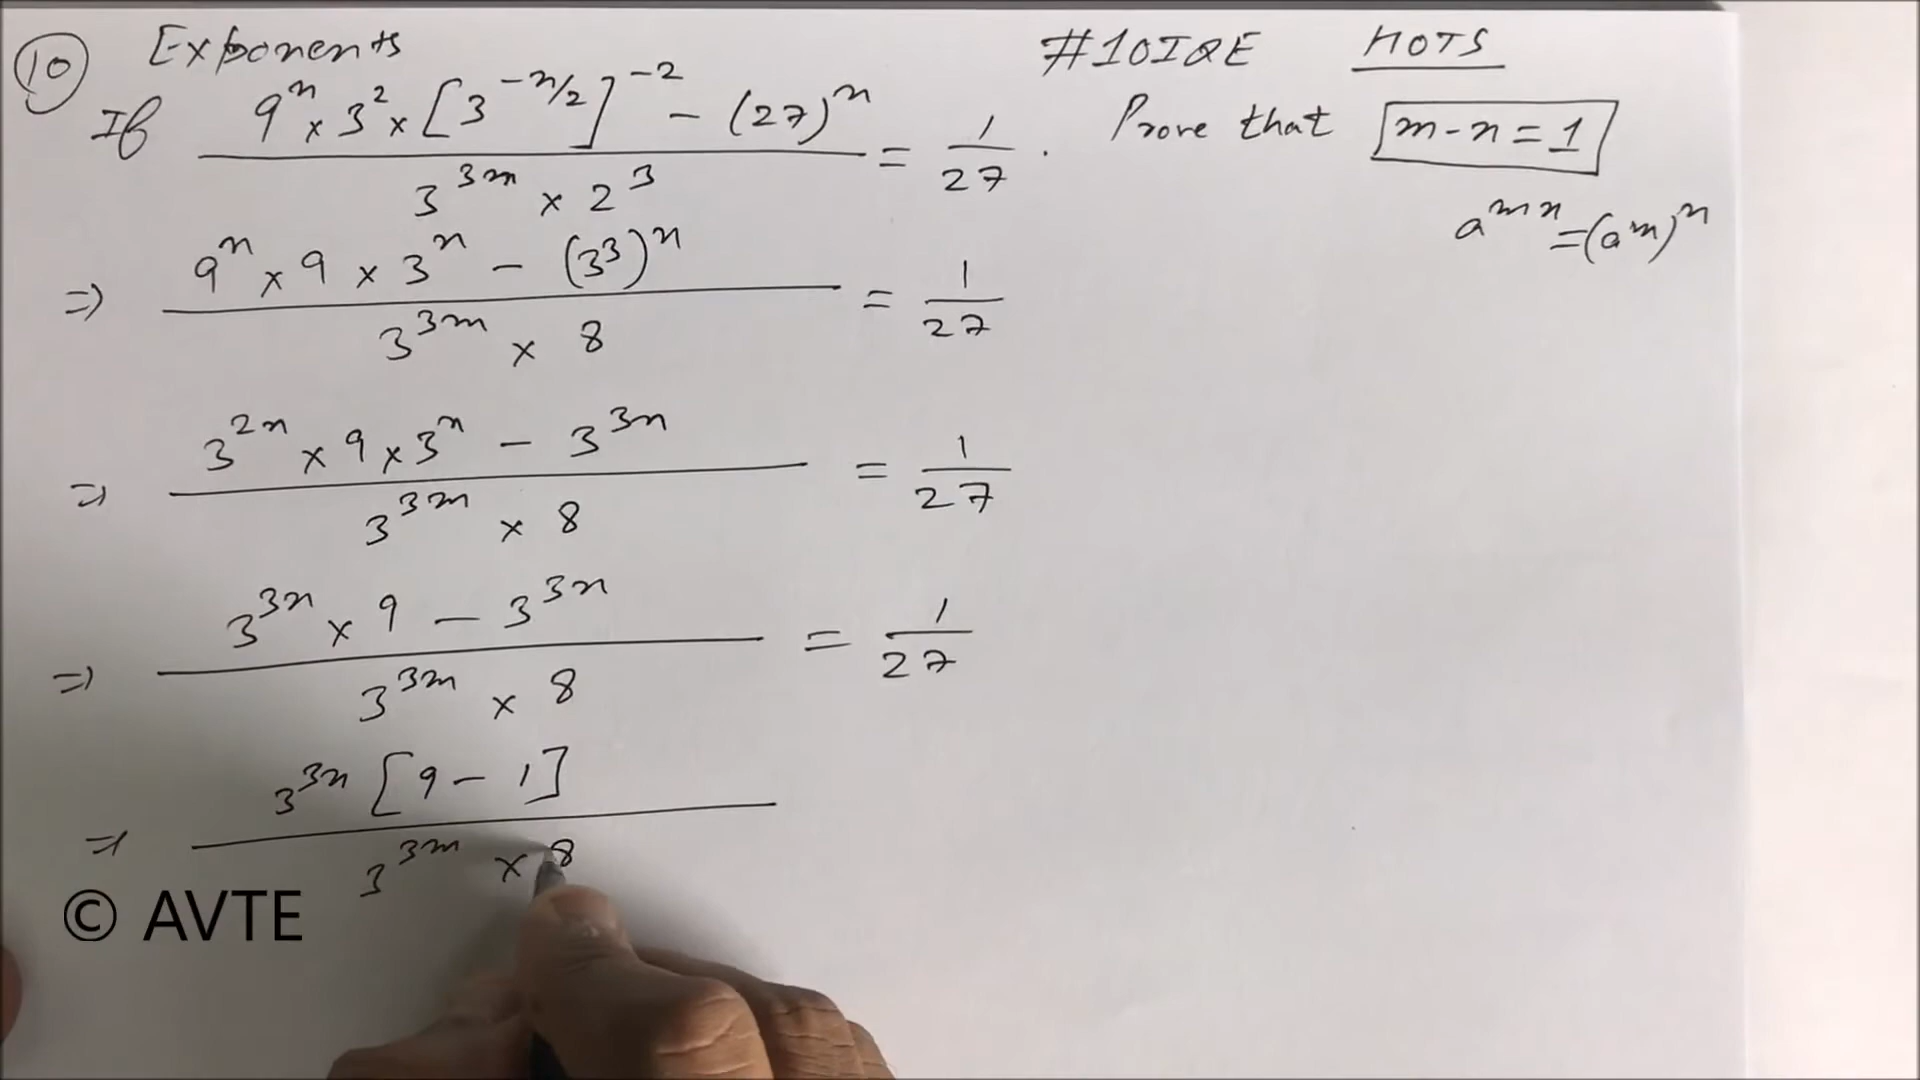 10 Exponents #10IQE HOTS
If 9^n × 3^2 × [3^{-n/2}]^{-2} - (27)^n / 3^{3m} × 2^3 = 1/27 . Prove that m - n = 1
a^{mn} = (a^m)^n
⇒ 9^n × 9 × 3^n - (3^3)^n / 3^{3m} × 8 = 1/27
⇒ 3^{2n} × 9 × 3^n - 3^{3n} / 3^{3m} × 8 = 1/27
⇒ 3^{3n} × 9 - 3^{3n} / 3^{3m} × 8 = 1/27
⇒ 3^{3n} [9 - 1] / 3^{3m} × 8
© AVTE